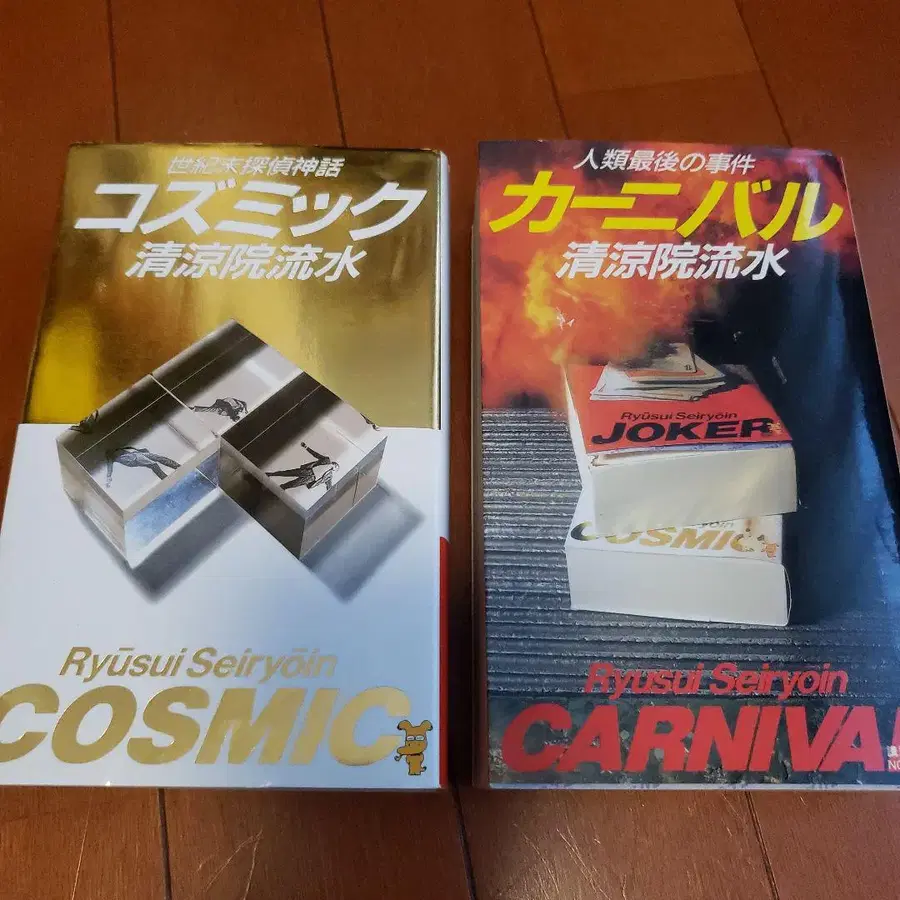 世紀末探偵神話
コズミック
清涼院流水
Ryūsui Seiryōin
COSMIC
人類最後の事件
カーニバル
清涼院流水
Ryūsui Seiryōin
JOKER
COSMIC
Ryusui Seiryoin
CARNIVA